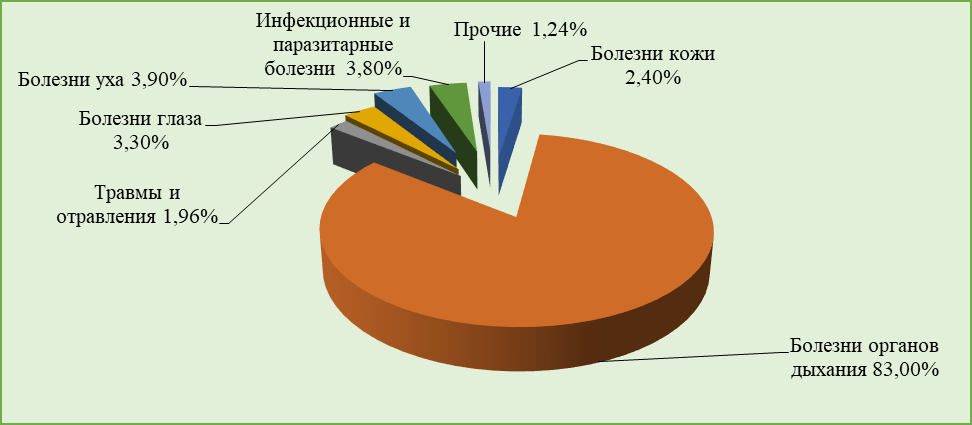 Инфекционные и
паразитарные
болезни 3,80%
Прочие 1,24%
Болезни кожи
2,40%
Болезни уха 3,90%
Болезни глаза
3,30%
Травмы и
отравления 1,96%
Болезни органов
дыхания 83,00%